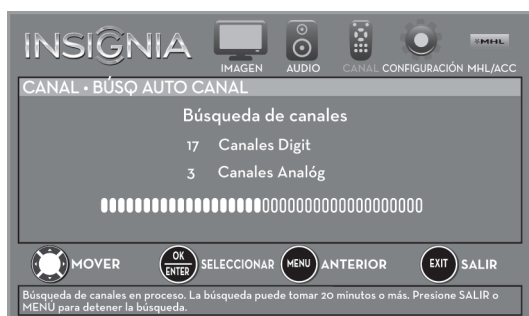 INSIGNIA
IMAGEN AUDIO CANAL CONFIGURACIÓN MHL/ACC
MHL
CANAL • BÚSQ AUTO CANAL
Búsqueda de canales
17 Canales Digit
3 Canales Analóg
MOVER OK ENTER SELECCIONAR MENU ANTERIOR EXIT SALIR
Búsqueda de canales en proceso. La búsqueda puede tomar 20 minutos o más. Presione SALIR o
MENÚ para detener la búsqueda.